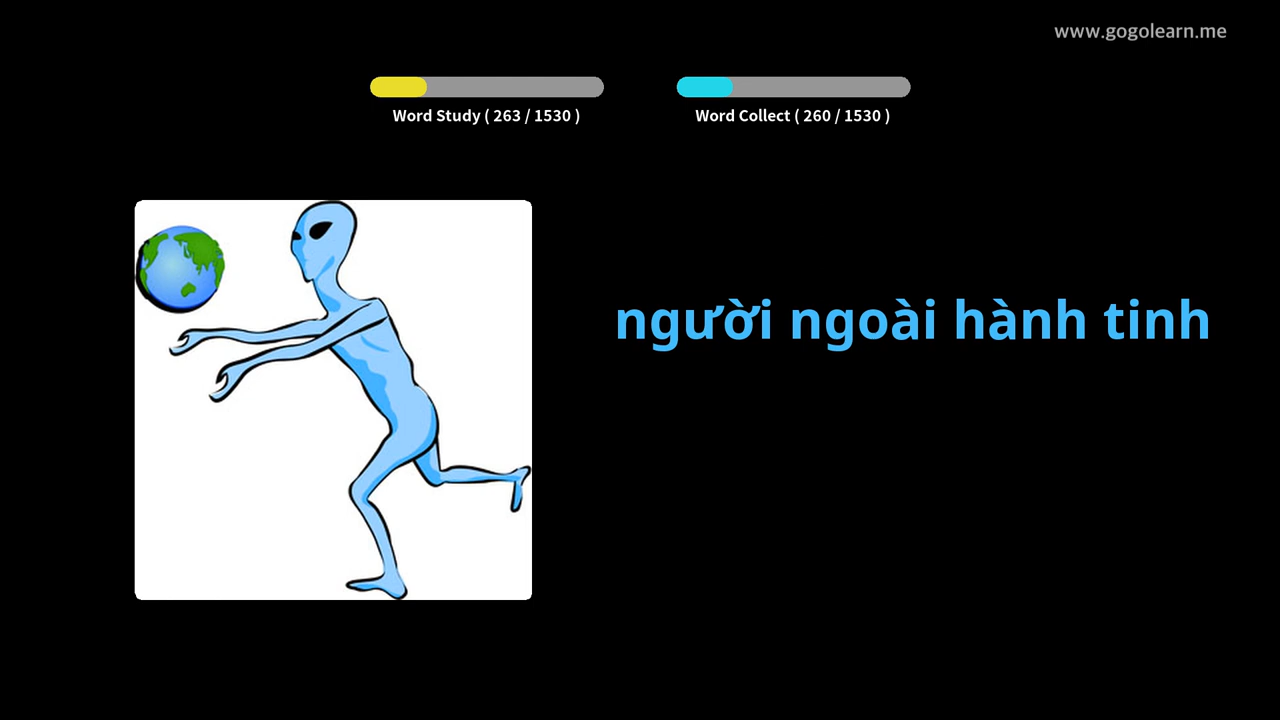 www.gogolearn.me
Word Study ( 263 / 1530 )
Word Collect ( 260 / 1530 )
người ngoài hành tinh